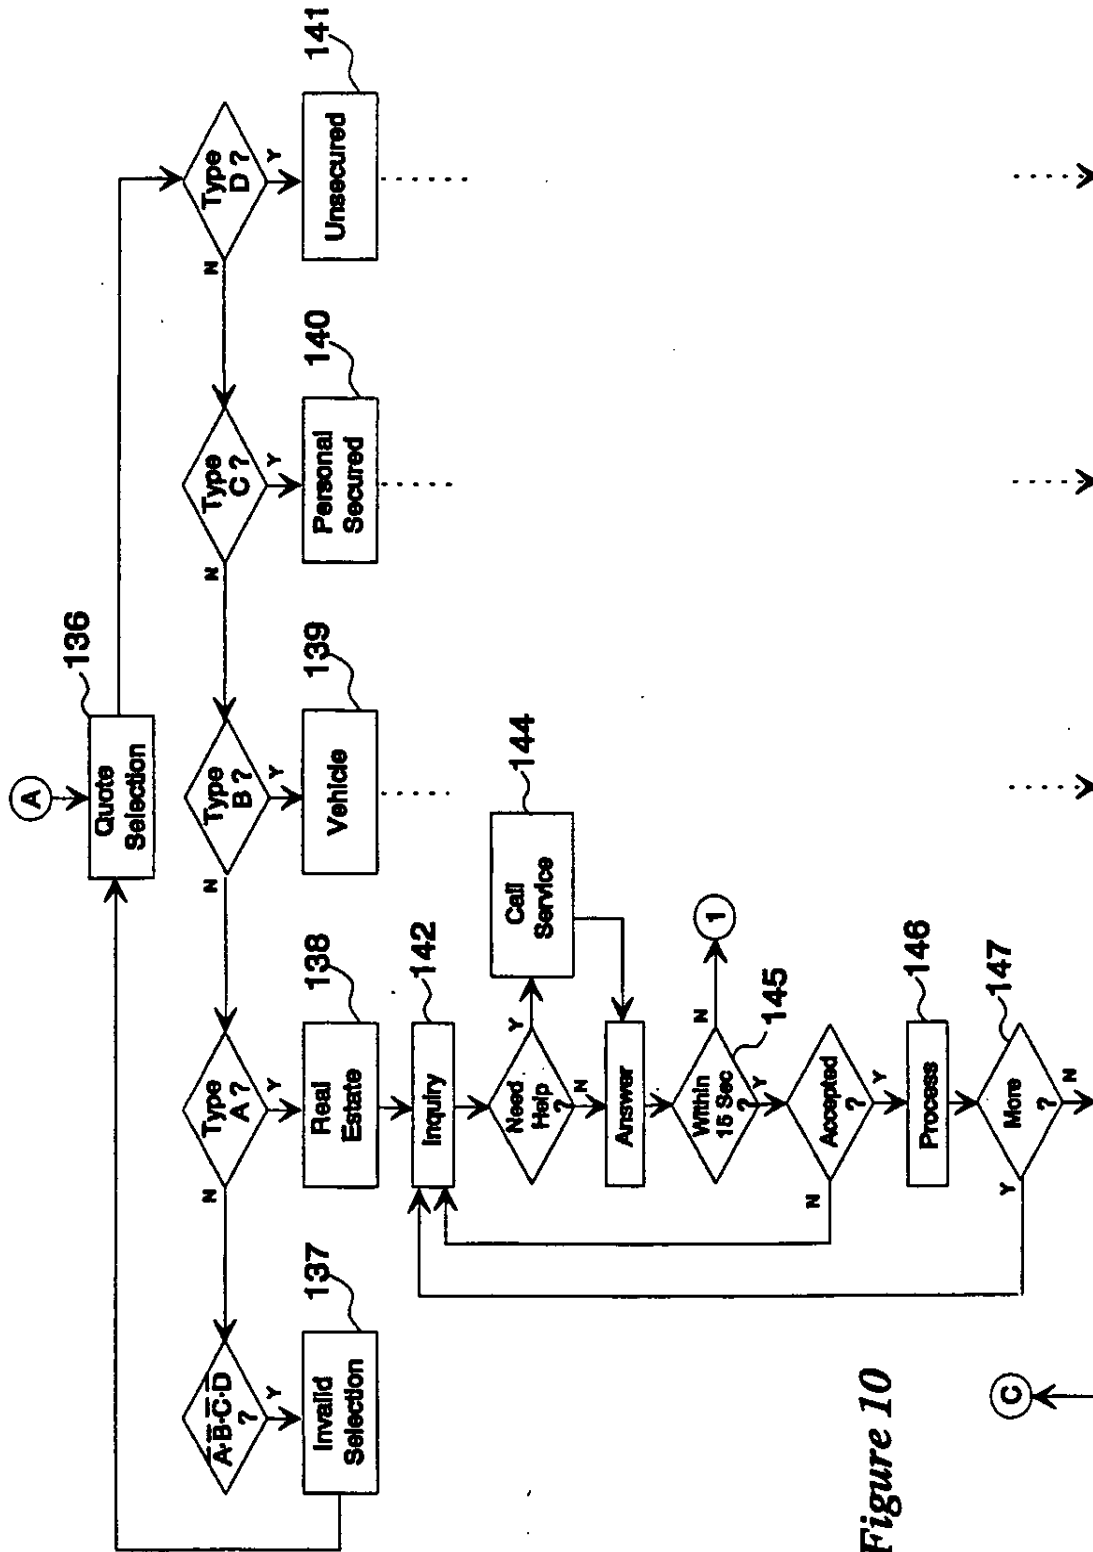 A
136
Quote
Selection
A·B·C·D
?
N
Type
A ?
N
Type
B ?
N
Type
C ?
N
Type
D ?
Y
Y
Y
Y
Y
137
Invalid
Selection
138
Real
Estate
139
Vehicle
140
Personal
Secured
141
Unsecured
142
Inquiry
Need
Help
?
Y
N
144
Call
Service
Answer
Within
15 Sec
?
N
1
Y
145
Accepted
?
N
Y
146
Process
147
More
?
Y
N
C
Figure 10